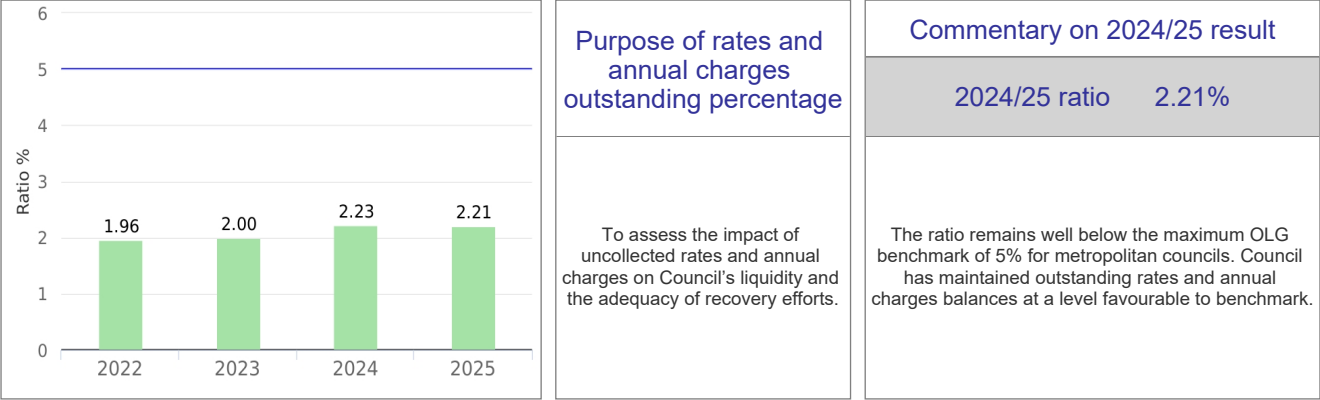 6
5
4
3
2
1
0
Ratio %
1.96
2.00
2.23
2.21
2022
2023
2024
2025
Purpose of rates and
annual charges
outstanding percentage
To assess the impact of
uncollected rates and annual
charges on Council’s liquidity and
the adequacy of recovery efforts.
Commentary on 2024/25 result
2024/25 ratio 2.21%
The ratio remains well below the maximum OLG
benchmark of 5% for metropolitan councils. Council
has maintained outstanding rates and annual
charges balances at a level favourable to benchmark.